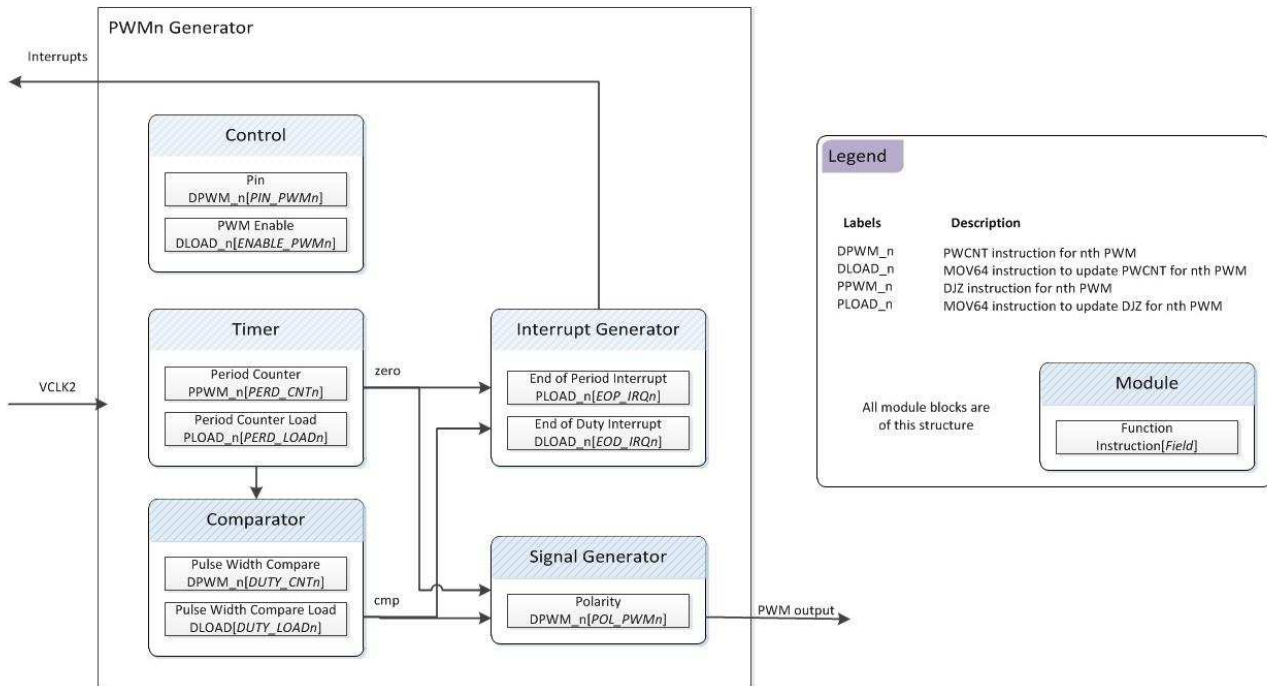 PWMn Generator
Interrupts
Control
Pin
DPWM_n[PIN_PWMn]
PWM Enable
DLOAD_n[ENABLE_PWMn]
Timer
Period Counter
PPWM_n[PERD_CNTn]
Period Counter Load
PLOAD_n[PERD_LOADn]
zero
VCLK2
Interrupt Generator
End of Period Interrupt
PLOAD_n[EOP_IRQn]
End of Duty Interrupt
DLOAD_n[EOD_IRQn]
Comparator
Pulse Width Compare
DPWM_n[DUTY_CNTn]
Pulse Width Compare Load
DLOAD[DUTY_LOADn]
cmp
Signal Generator
Polarity
DPWM_n[POL_PWMn]
PWM output
Legend
Labels Description
DPWM_n PWCNT instruction for nth PWM
DLOAD_n MOV64 instruction to update PWCNT for nth PWM
PPWM_n DJZ instruction for nth PWM
PLOAD_n MOV64 instruction to update DJZ for nth PWM
All module blocks are
of this structure
Module
Function
Instruction[Field]